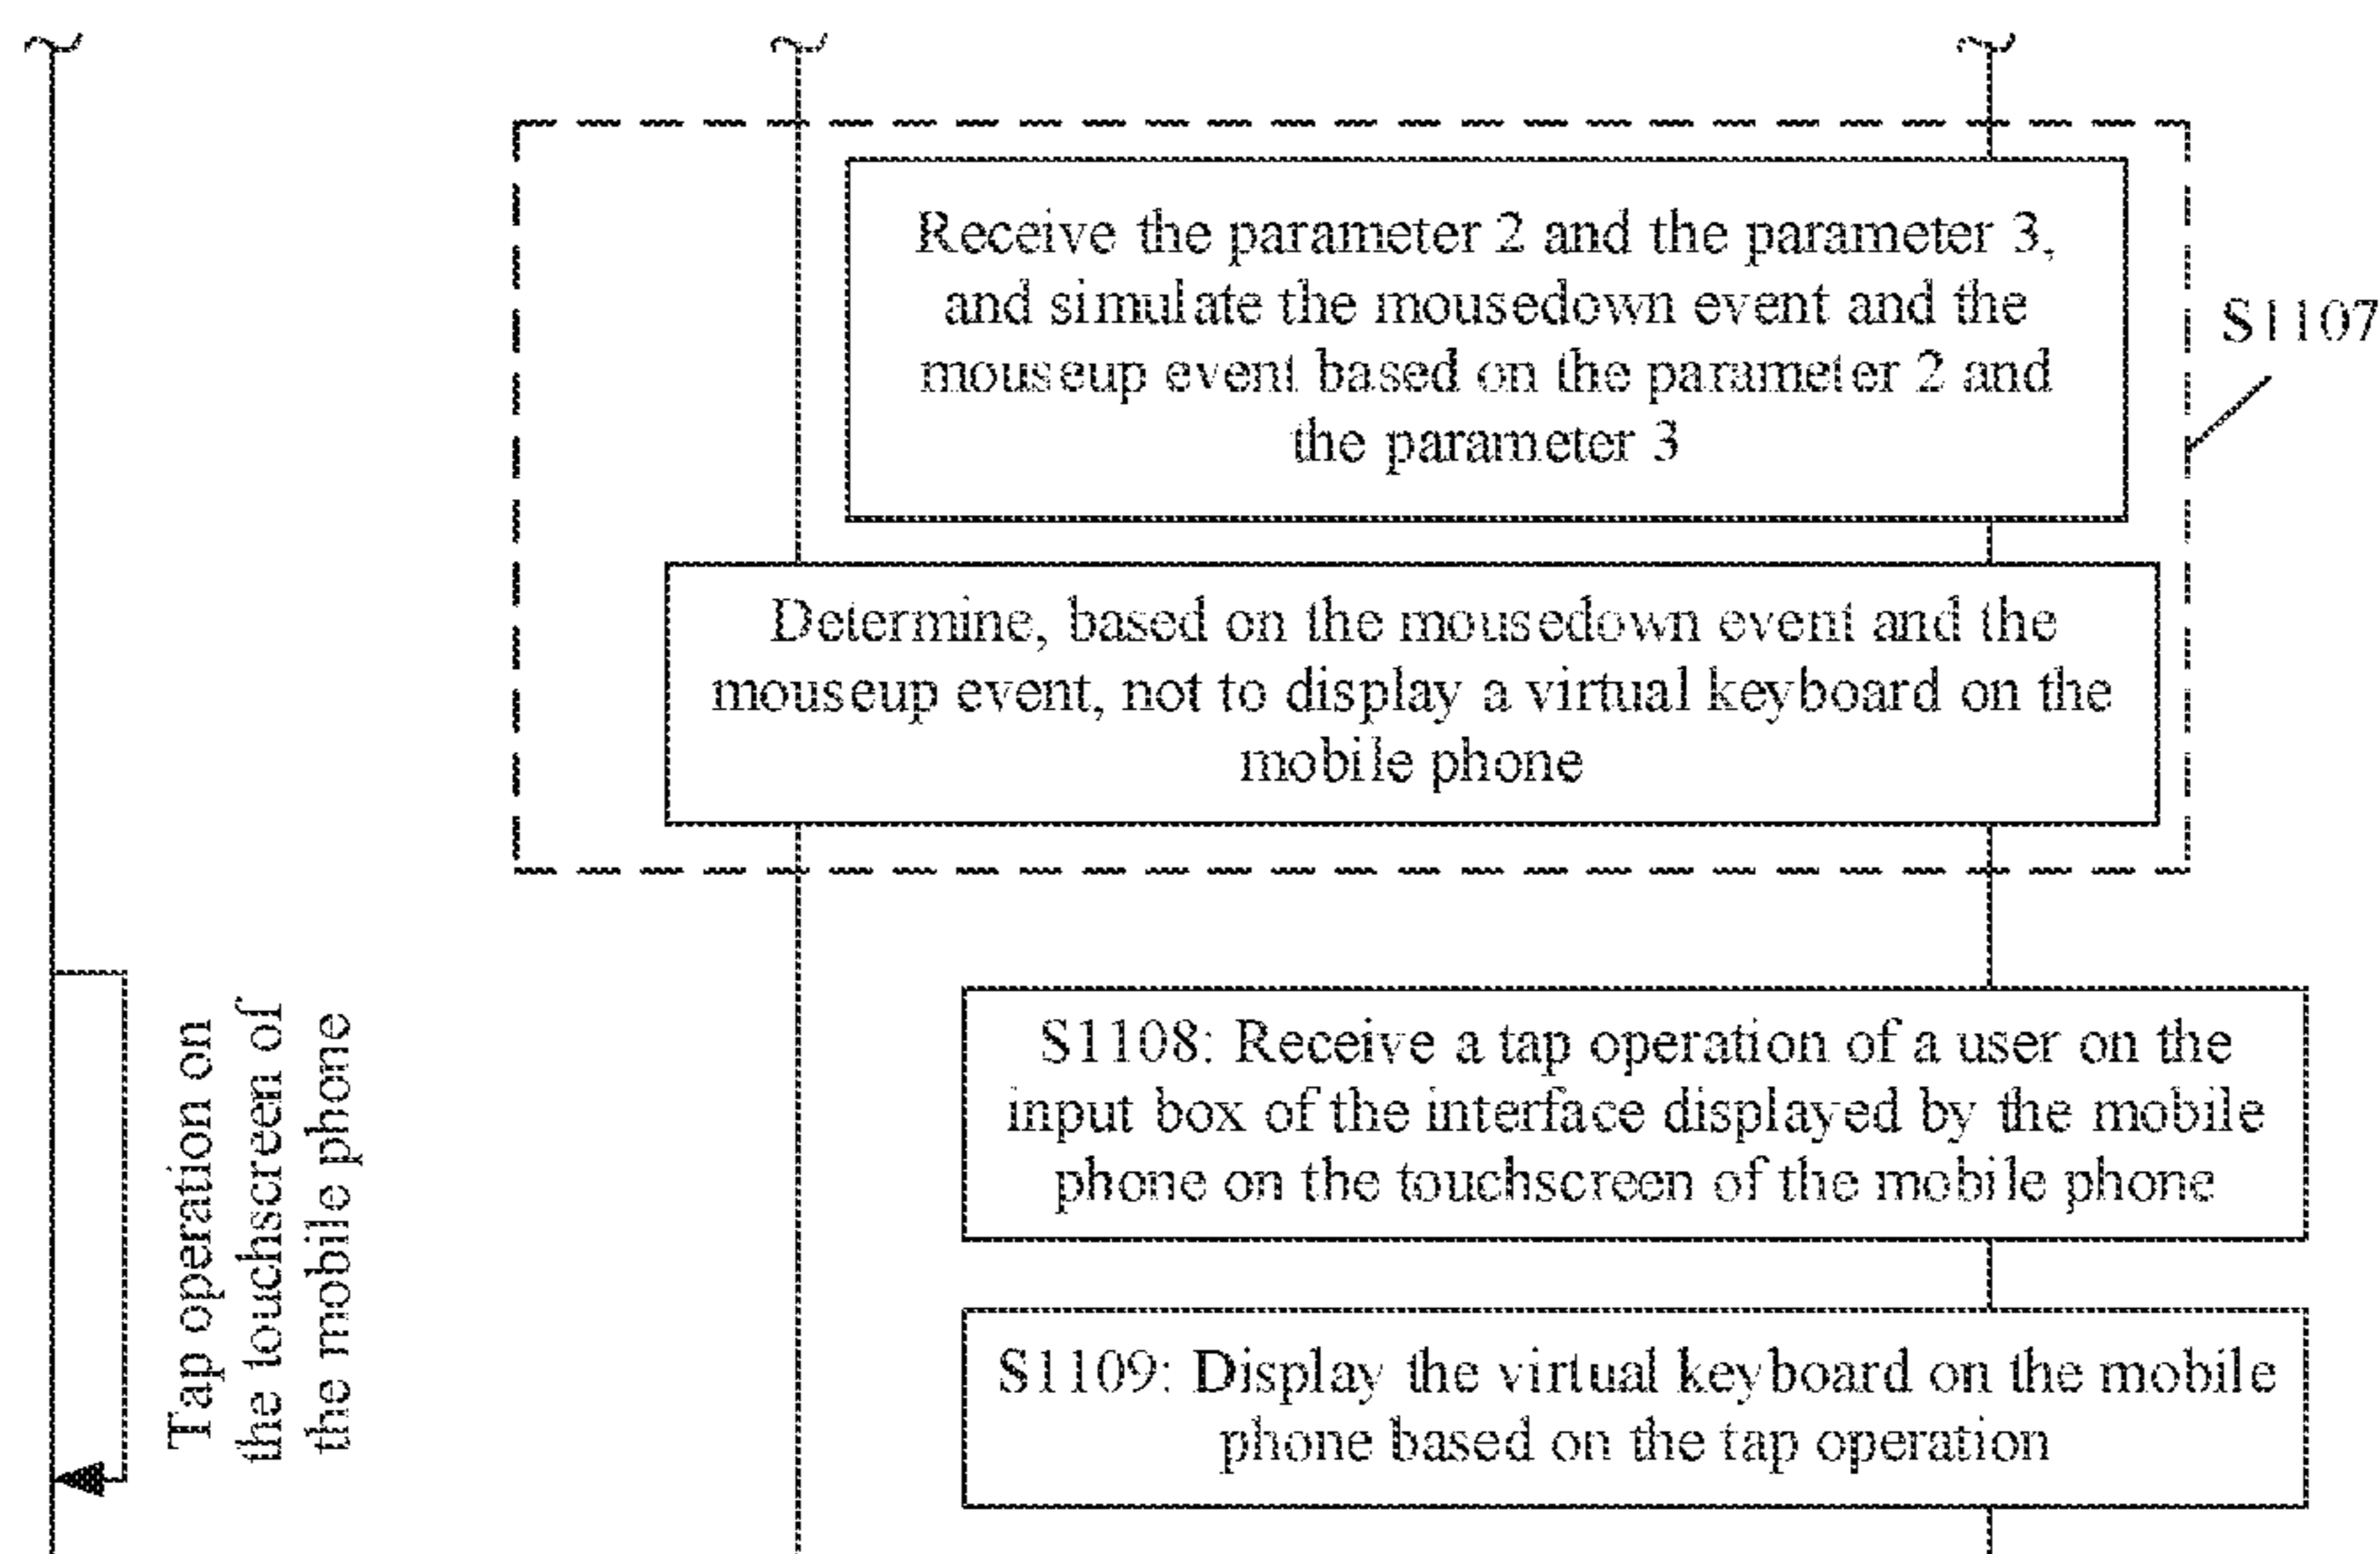 Receive the parameter 2 and the parameter 3,
and simulate the mousedown event and the
mouseup event based on the parameter 2 and
the parameter 3
S1107
Determine, based on the mousedown event and the
mouseup event, not to display a virtual keyboard on the
mobile phone
Tap operation on
the touchscreen of
the mobile phone
S1108: Receive a tap operation of a user on the
input box of the interface displayed by the mobile
phone on the touchscreen of the mobile phone
S1109: Display the virtual keyboard on the mobile
phone based on the tap operation